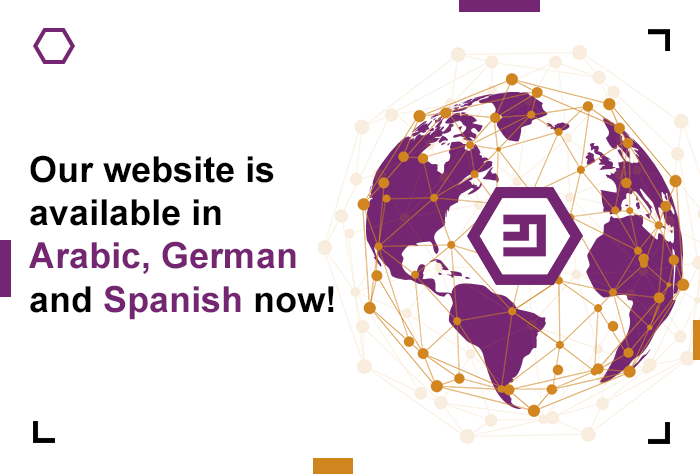 Our website is
available in
Arabic, German
and Spanish now!